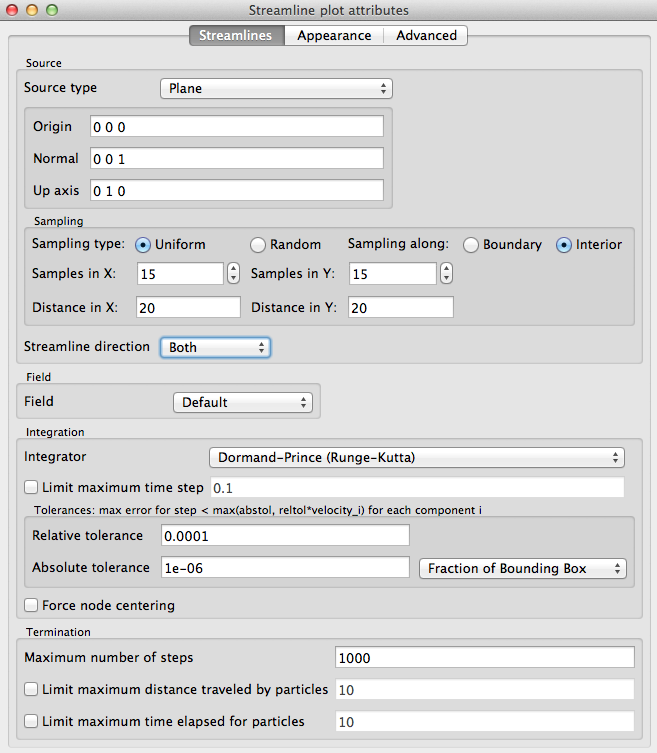 Streamline plot attributes
Streamlines Appearance Advanced
Source
Source type Plane
Origin 0 0 0
Normal 0 0 1
Up axis 0 1 0
Sampling
Sampling type: Uniform Random Sampling along: Boundary Interior
Samples in X: 15 Samples in Y: 15
Distance in X: 20 Distance in Y: 20
Streamline direction Both
Field
Field Default
Integration
Integrator Dormand-Prince (Runge-Kutta)
Limit maximum time step 0.1
Tolerances: max error for step < max(abstol, reltol*velocity_i) for each component i
Relative tolerance 0.0001
Absolute tolerance 1e-06 Fraction of Bounding Box
Force node centering
Termination
Maximum number of steps 1000
Limit maximum distance traveled by particles 10
Limit maximum time elapsed for particles 10